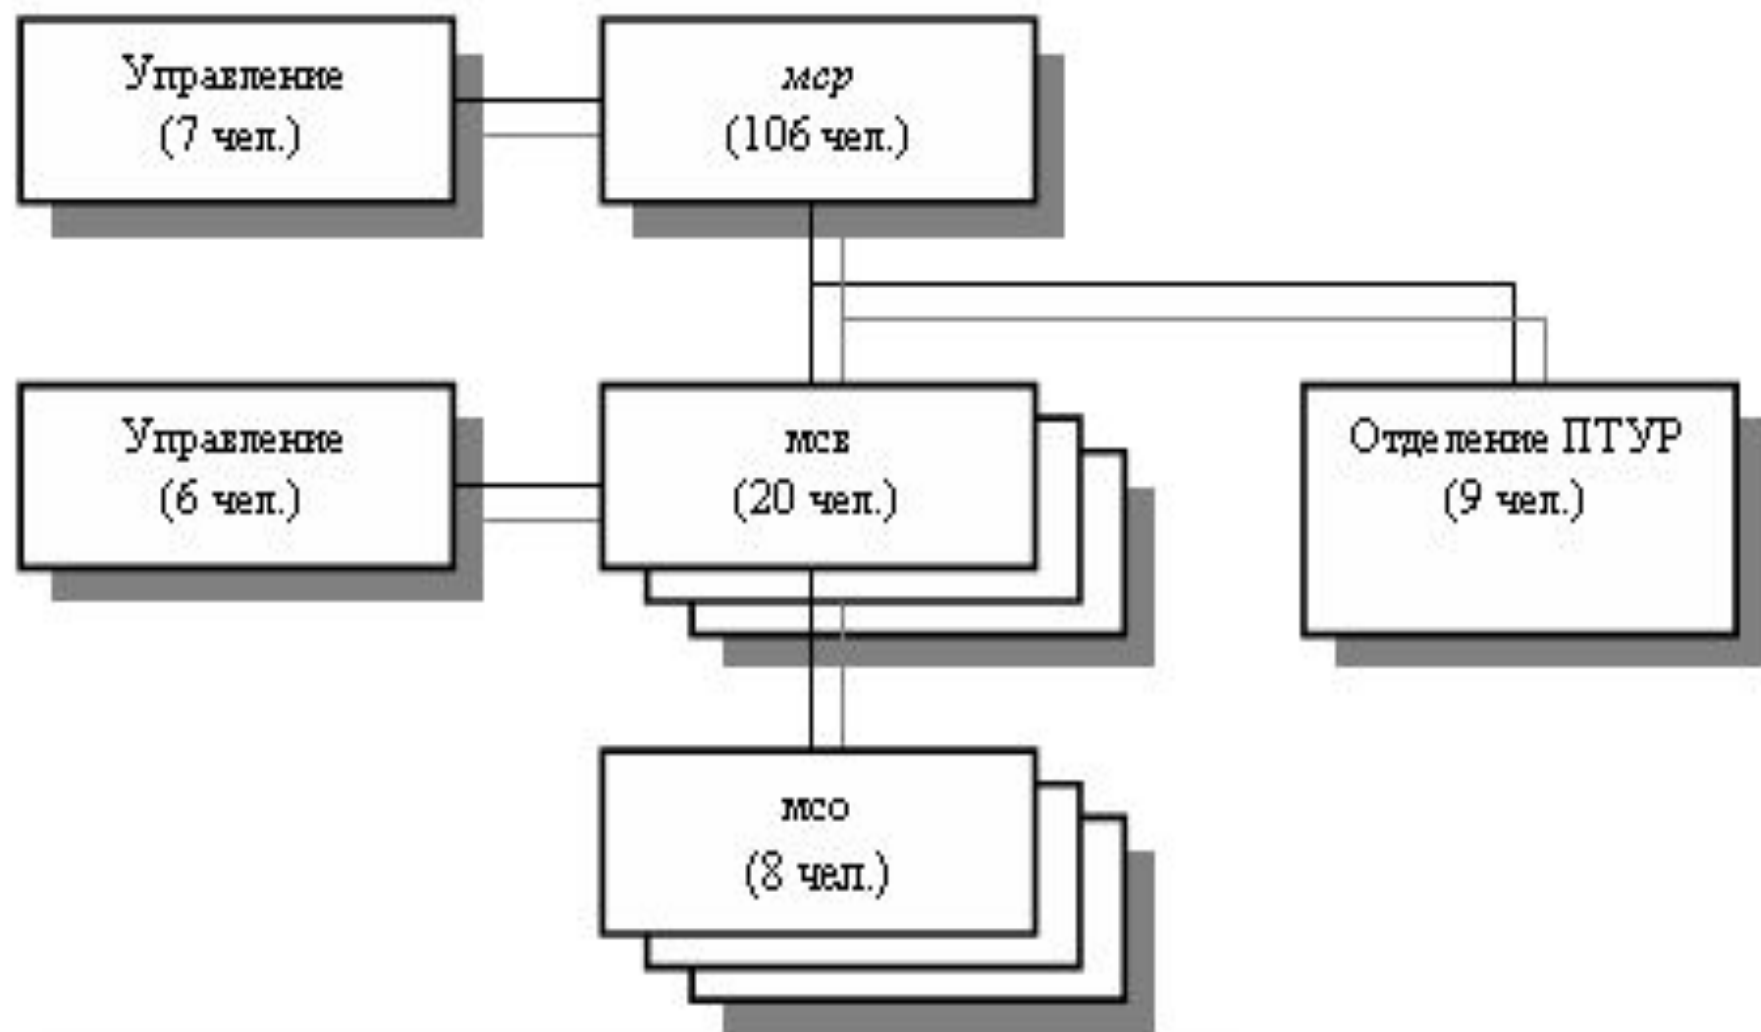 Управление
(7 чел.)
мср
(106 чел.)
Управление
(6 чел.)
мсв
(20 чел.)
Отделение ПТУР
(9 чел.)
мсо
(8 чел.)